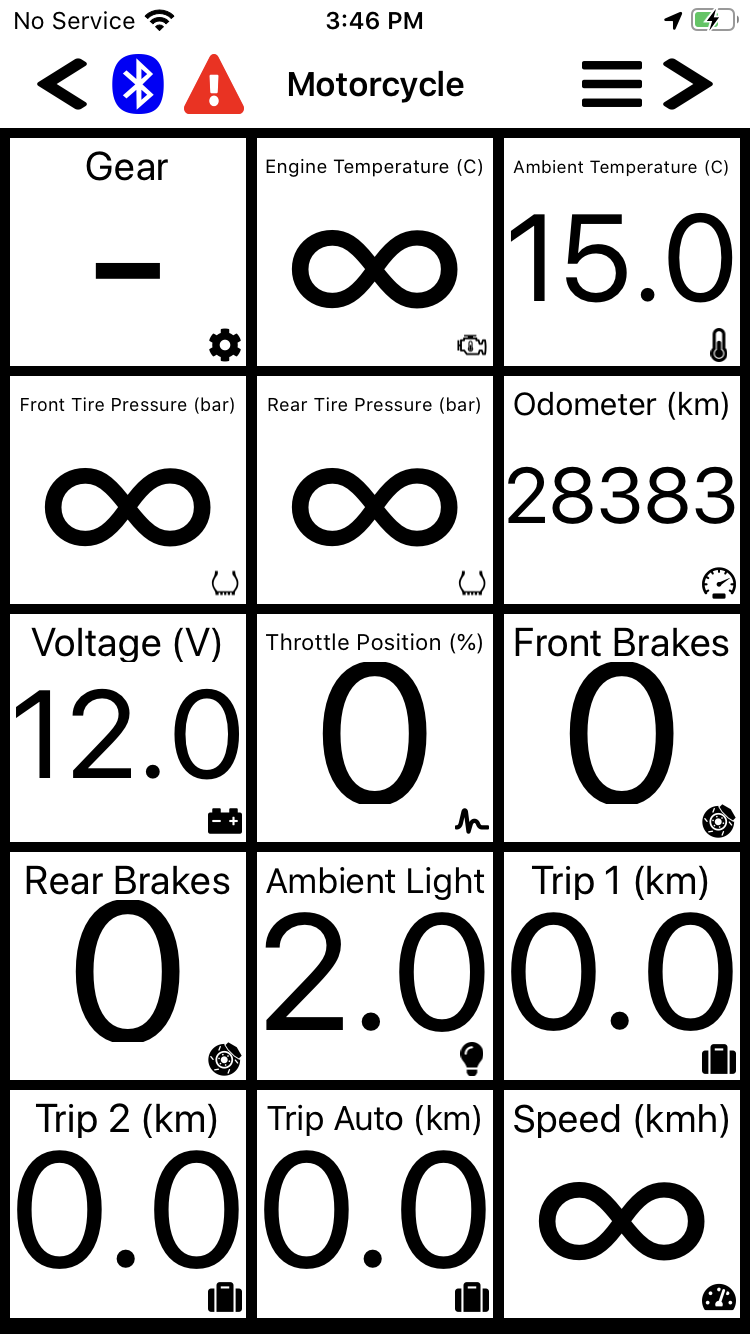 No Service 3:46 PM
Motorcycle
Gear
-
Engine Temperature (C)
∞
Ambient Temperature (C)
15.0
Front Tire Pressure (bar)
∞
Rear Tire Pressure (bar)
∞
Odometer (km)
28383
Voltage (V)
12.0
Throttle Position (%)
0
Front Brakes
0
Rear Brakes
0
Ambient Light
2.0
Trip 1 (km)
0.0
Trip 2 (km)
0.0
Trip Auto (km)
0.0
Speed (kmh)
∞